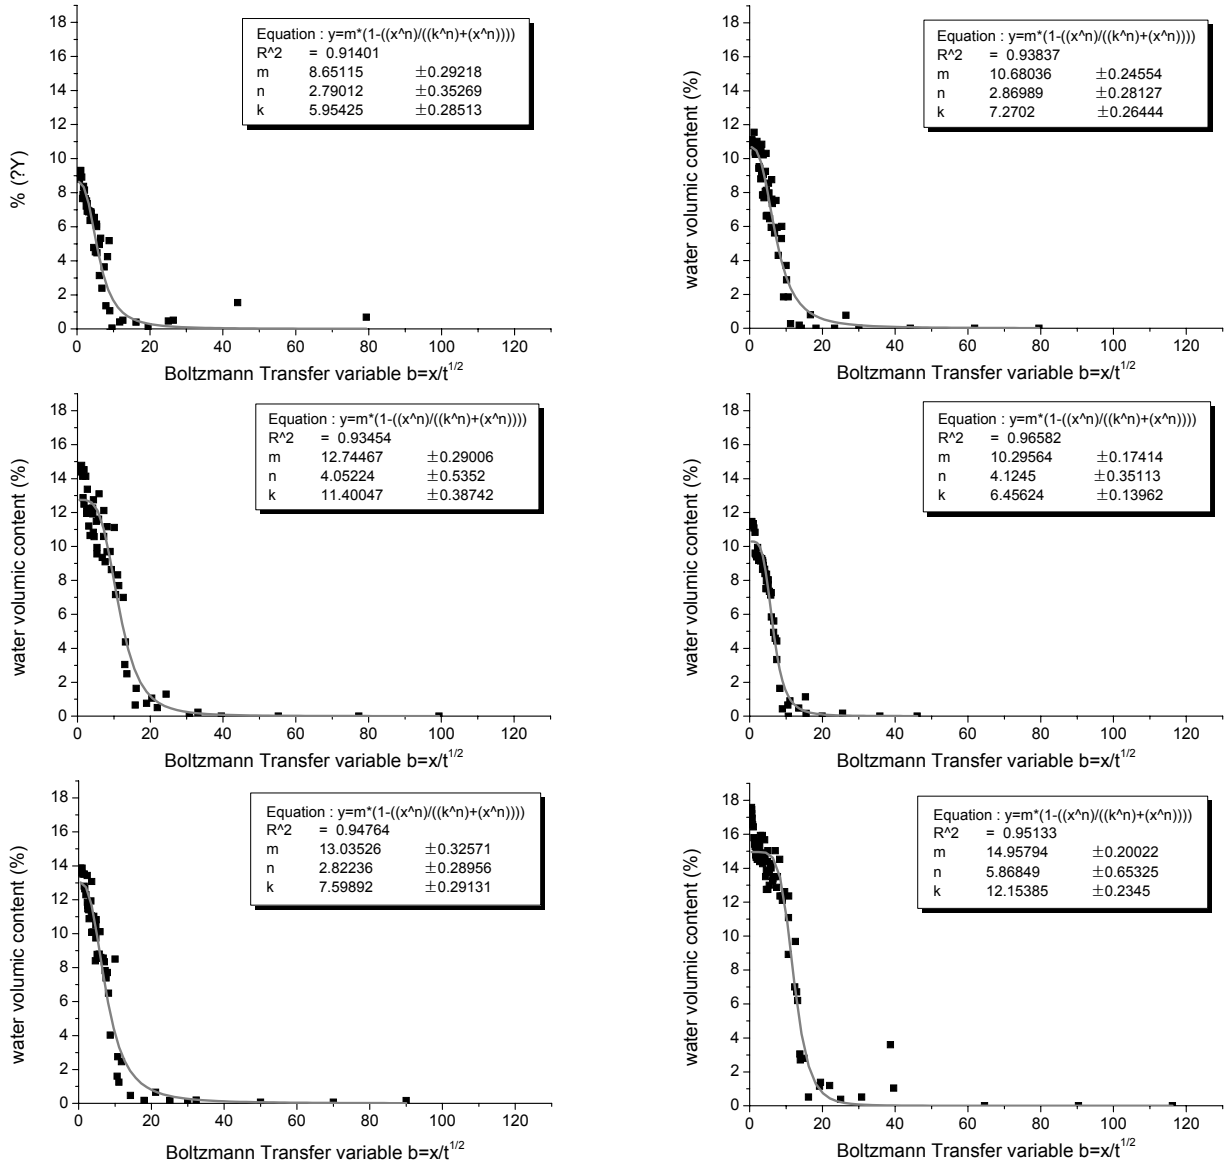 18
16
14
12
10
8
6
4
2
0
% (?Y)
Equation : y=m*(1-((x^n)/((k^n)+(x^n))))
R^2 = 0.91401
m 8.65115 ±0.29218
n 2.79012 ±0.35269
k 5.95425 ±0.28513
0 20 40 60 80 100 120
Boltzmann Transfer variable b=x/t^1/2
18
16
14
12
10
8
6
4
2
0
water volumic content (%)
Equation : y=m*(1-((x^n)/((k^n)+(x^n))))
R^2 = 0.93837
m 10.68036 ±0.24554
n 2.86989 ±0.28127
k 7.2702 ±0.26444
0 20 40 60 80 100 120
Boltzmann Transfer variable b=x/t^1/2
18
16
14
12
10
8
6
4
2
0
water volumic content (%)
Equation : y=m*(1-((x^n)/((k^n)+(x^n))))
R^2 = 0.93454
m 12.74467 ±0.29006
n 4.05224 ±0.5352
k 11.40047 ±0.38742
0 20 40 60 80 100 120
Boltzmann Transfer variable b=x/t^1/2
18
16
14
12
10
8
6
4
2
0
water volumic content (%)
Equation : y=m*(1-((x^n)/((k^n)+(x^n))))
R^2 = 0.96582
m 10.29564 ±0.17414
n 4.1245 ±0.35113
k 6.45624 ±0.13962
0 20 40 60 80 100 120
Boltzmann Transfer variable b=x/t^1/2
18
16
14
12
10
8
6
4
2
0
water volumic content (%)
Equation : y=m*(1-((x^n)/((k^n)+(x^n))))
R^2 = 0.94764
m 13.03526 ±0.32571
n 2.82236 ±0.28956
k 7.59892 ±0.29131
0 20 40 60 80 100 120
Boltzmann Transfer variable b=x/t^1/2
18
16
14
12
10
8
6
4
2
0
water volumic content (%)
Equation : y=m*(1-((x^n)/((k^n)+(x^n))))
R^2 = 0.95133
m 14.95794 ±0.20022
n 5.86849 ±0.65325
k 12.15385 ±0.2345
0 20 40 60 80 100 120
Boltzmann Transfer variable b=x/t^1/2